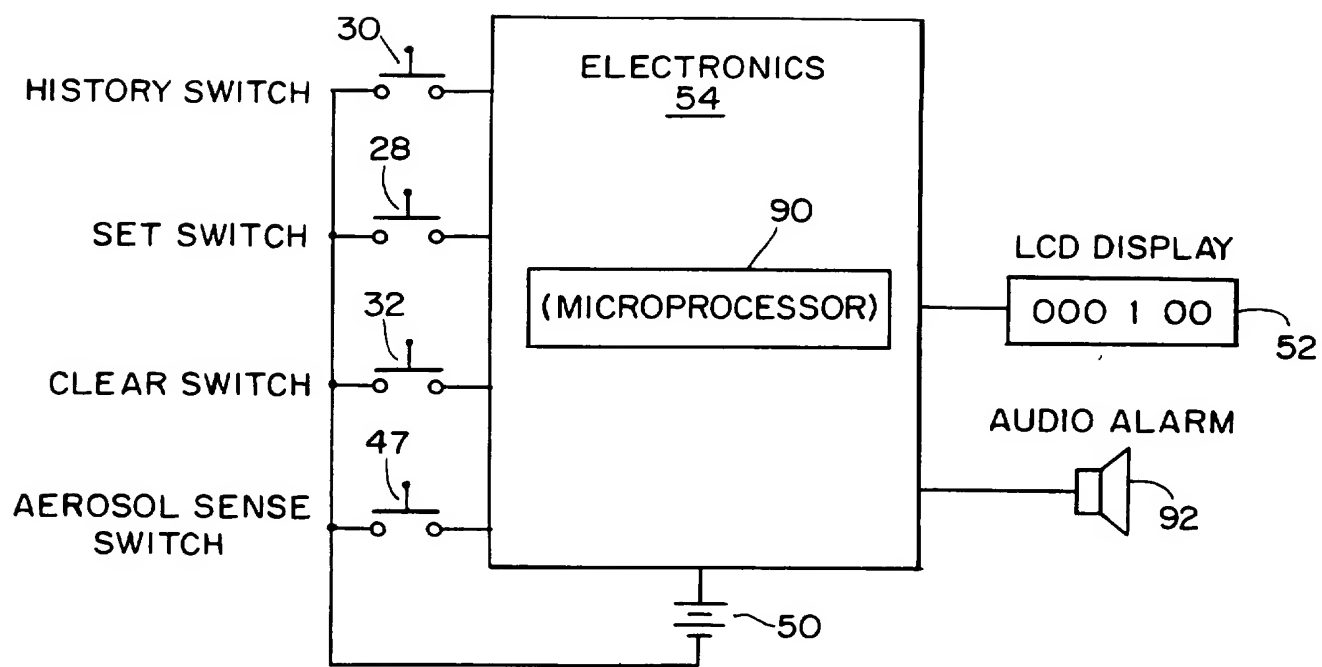 30
HISTORY SWITCH
ELECTRONICS
54
28
SET SWITCH
90
(MICROPROCESSOR)
LCD DISPLAY
000 1 00
52
32
CLEAR SWITCH
AUDIO ALARM
47
AEROSOL SENSE
SWITCH
92
50